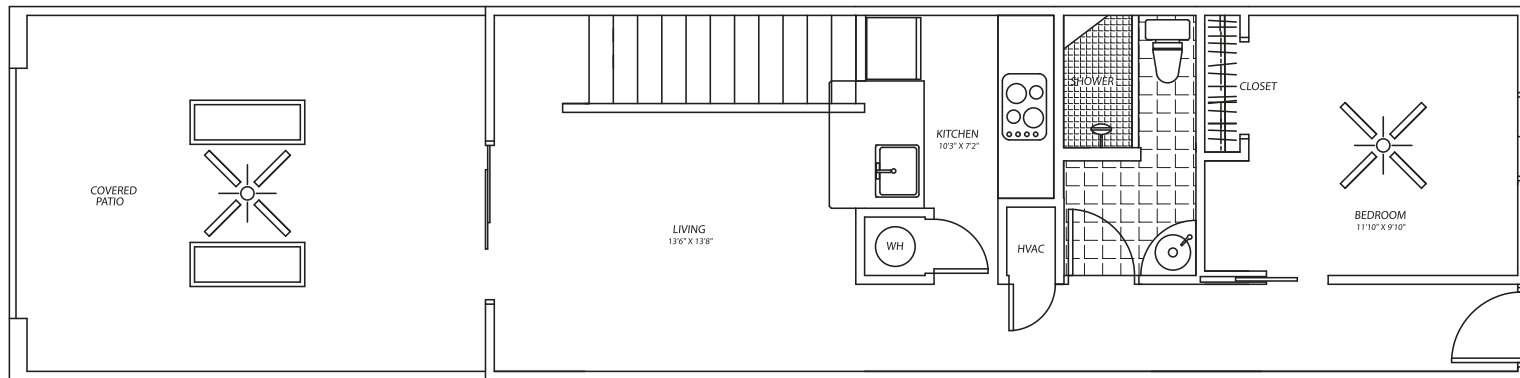 COVERED
PATIO
LIVING
13'6" X 13'8"
KITCHEN
10'3" X 7'2"
WH
HVAC
SHOWER
CLOSET
BEDROOM
11'10" X 9'10"